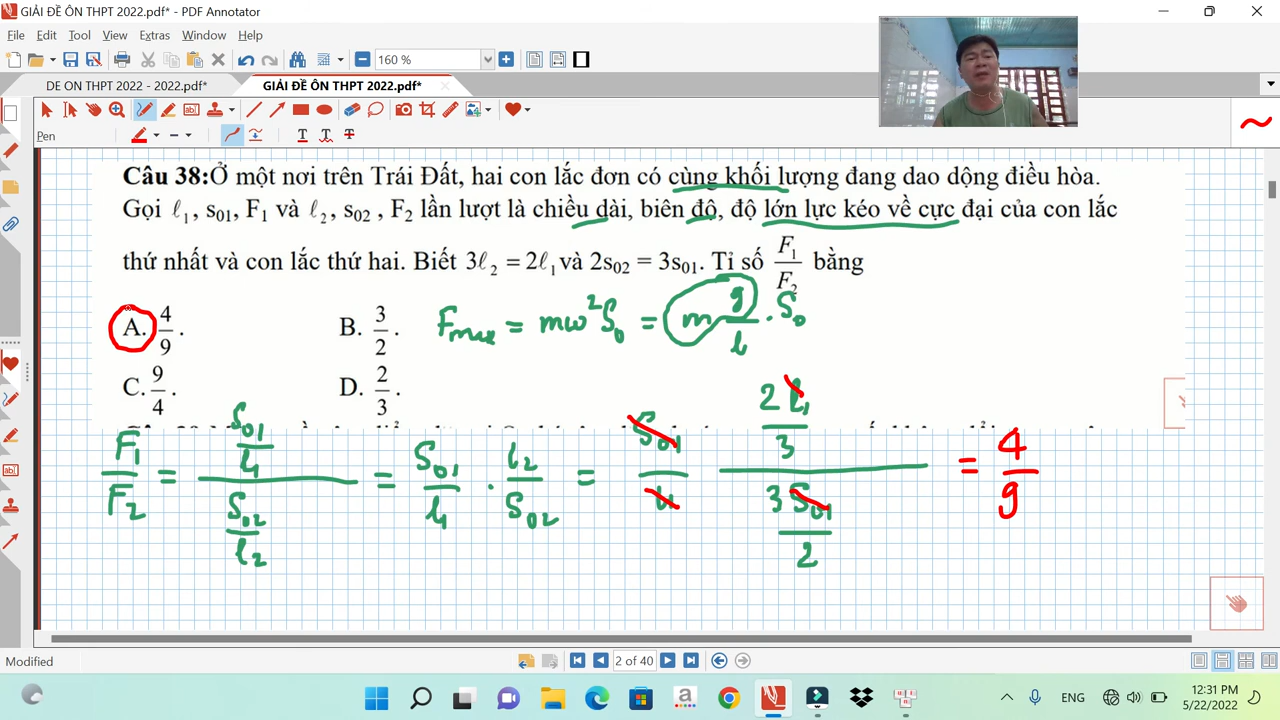 GIẢI ĐỀ ÔN THPT 2022.pdf* - PDF Annotator
File Edit Tool View Extras Window Help
160 %
DE ON THPT 2022 - 2022.pdf* GIẢI ĐỀ ÔN THPT 2022.pdf*
Pen
Câu 38:Ở một nơi trên Trái Đất, hai con lắc đơn có cùng khối lượng đang dao dộng điều hòa.
Gọi ℓ₁, s₀₁, F₁ và ℓ₂, s₀₂ , F₂ lần lượt là chiều dài, biên độ, độ lớn lực kéo về cực đại của con lắc
thứ nhất và con lắc thứ hai. Biết 3ℓ₂ = 2ℓ₁và 2s₀₂ = 3s₀₁. Tỉ số F₁/F₂ bằng
A. 4/9 . B. 3/2 . Fmax = mω²S₀ = m g/l . S₀
C. 9/4 . D. 2/3 .
F₁/F₂ = (S₀₁/l₁)/(S₀₂/l₂) = S₀₁/l₁ . l₂/S₀₂ = S₀₁/l₁ (2l₁/3)/(3S₀₁/2) = 4/9
2 of 40
Modified
ENG
12:31 PM
5/22/2022